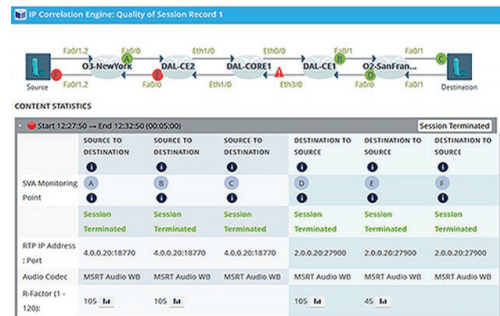 IP Correlation Engine: Quality of Session Record 1
Fa0/1.2 Fa0/0 Eth1/0 Eth0/0 Fa0/1 Fa0/1
A B C
O3-NewYork DAL-CE2 DAL-CORE1 DAL-CE1 O2-SanFran...
E D
Source Fa0/1.2 Fa0/0 Eth1/0 Eth3/0 Fa0/0 Fa0/1 Destination
CONTENT STATISTICS
Start 12:27:50 — End 12:32:50 (00:05:00) Session Terminated
SOURCE TO SOURCE TO SOURCE TO DESTINATION TO DESTINATION TO DESTINATION TO
DESTINATION DESTINATION DESTINATION SOURCE SOURCE SOURCE
SVA Monitoring A B C D E F
Point
Session Session Session Session Session Session
Terminated Terminated Terminated Terminated Terminated Terminated
RTP IP Address 4.0.0.20:18770 4.0.0.20:18770 4.0.0.20:18770 2.0.0.20:27900 2.0.0.20:27900 2.0.0.20:27900
: Port
Audio Codec MSRT Audio WB MSRT Audio WB MSRT Audio WB MSRT Audio WB MSRT Audio WB MSRT Audio WB
R-Factor (1 - 105 105 105 45
120):